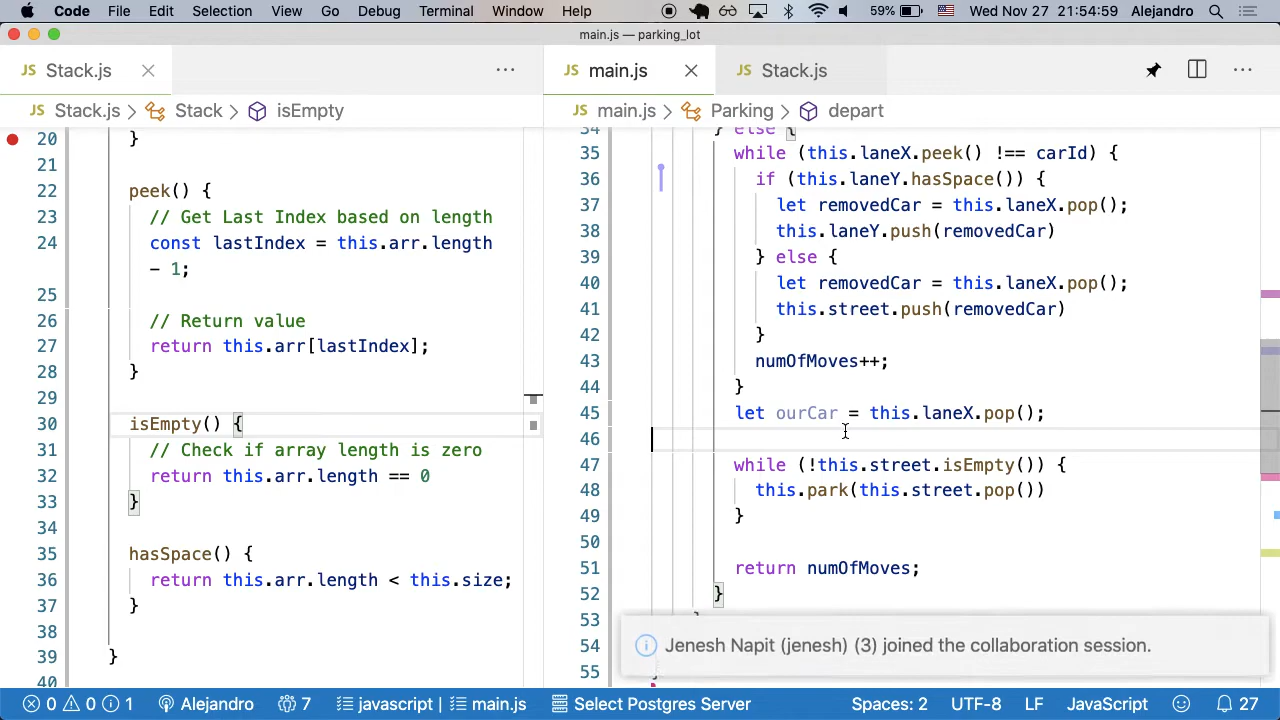 Code File Edit Selection View Go Debug Terminal Window Help 59% Wed Nov 27 21:54:59 Alejandro
main.js — parking_lot
JS Stack.js
JS main.js JS Stack.js
JS Stack.js > Stack > isEmpty
JS main.js > Parking > depart
20 }
21
22 peek() {
23 // Get Last Index based on length
24 const lastIndex = this.arr.length
- 1;
25
26 // Return value
27 return this.arr[lastIndex];
28 }
29
30 isEmpty() {
31 // Check if array length is zero
32 return this.arr.length == 0
33 }
34
35 hasSpace() {
36 return this.arr.length < this.size;
37 }
38
39 }
40
34 } else {
35 while (this.laneX.peek() !== carId) {
36 if (this.laneY.hasSpace()) {
37 let removedCar = this.laneX.pop();
38 this.laneY.push(removedCar)
39 } else {
40 let removedCar = this.laneX.pop();
41 this.street.push(removedCar)
42 }
43 numOfMoves++;
44 }
45 let ourCar = this.laneX.pop();
46
47 while (!this.street.isEmpty()) {
48 this.park(this.street.pop())
49 }
50
51 return numOfMoves;
52 }
53
54
55
Jenesh Napit (jenesh) (3) joined the collaboration session.
0 0 1 Alejandro 7 javascript main.js Select Postgres Server Spaces: 2 UTF-8 LF JavaScript 27